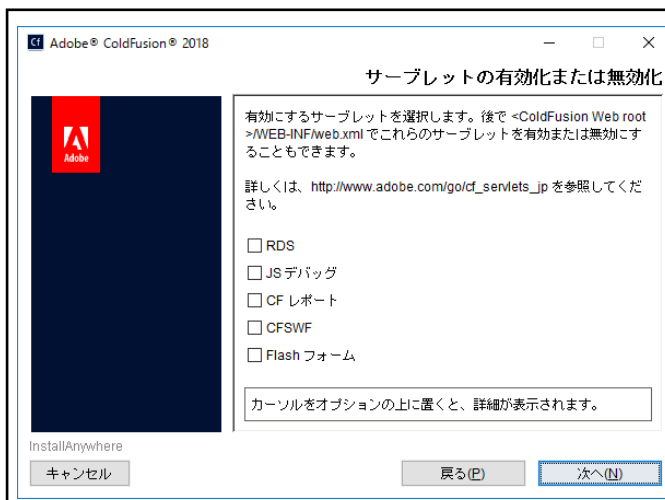 Cf Adobe® ColdFusion® 2018
サーブレットの有効化または無効化
Adobe
有効にするサーブレットを選択します。後で <ColdFusion Web root
>/WEB-INF/web.xml でこれらのサーブレットを有効または無効にす
ることもできます。
詳しくは、http://www.adobe.com/go/cf_servlets_jp を参照してくだ
さい。
RDS
JS デバッグ
CF レポート
CFSWF
Flash フォーム
カーソルをオプションの上に置くと、詳細が表示されます。
InstallAnywhere
キャンセル
戻る(P)
次へ(N)